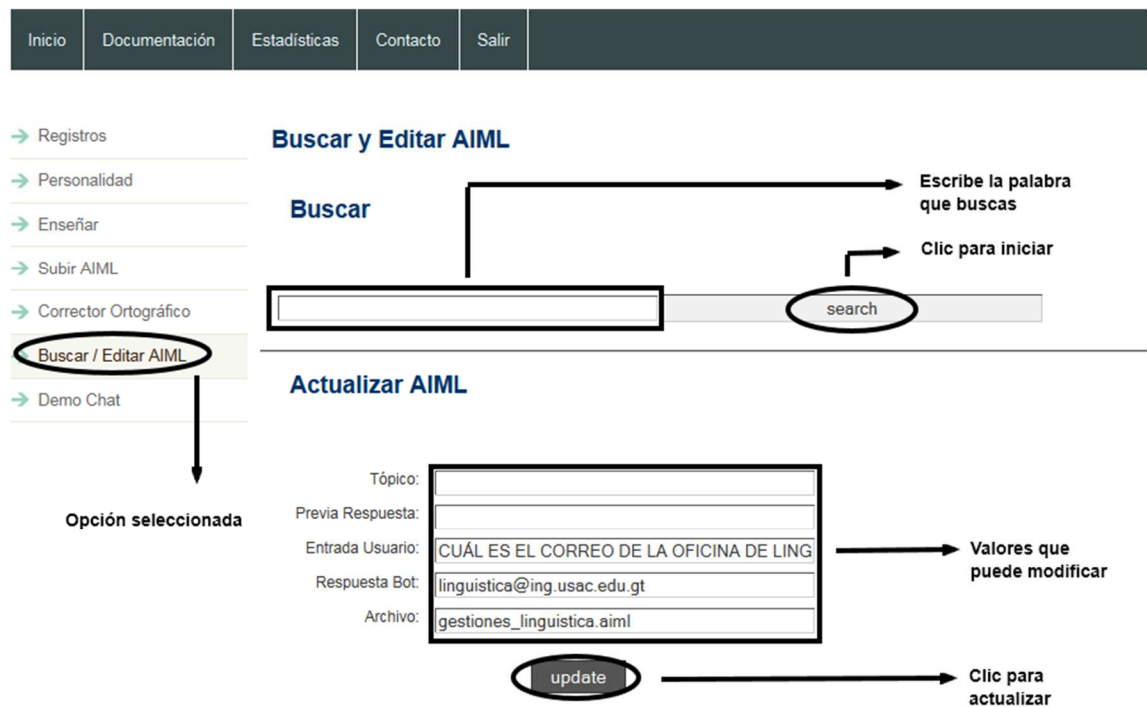 Inicio Documentación Estadísticas Contacto Salir
Registros
Personalidad
Enseñar
Subir AIML
Corrector Ortográfico
Buscar / Editar AIML
Demo Chat
Opción seleccionada
Buscar y Editar AIML
Buscar
Escribe la palabra
que buscas
Clic para iniciar
search
Actualizar AIML
Tópico:
Previa Respuesta:
Entrada Usuario: CUÁL ES EL CORREO DE LA OFICINA DE LING
Respuesta Bot: linguistica@ing.usac.edu.gt
Archivo: gestiones_linguistica.aiml
Valores que
puede modificar
update
Clic para
actualizar